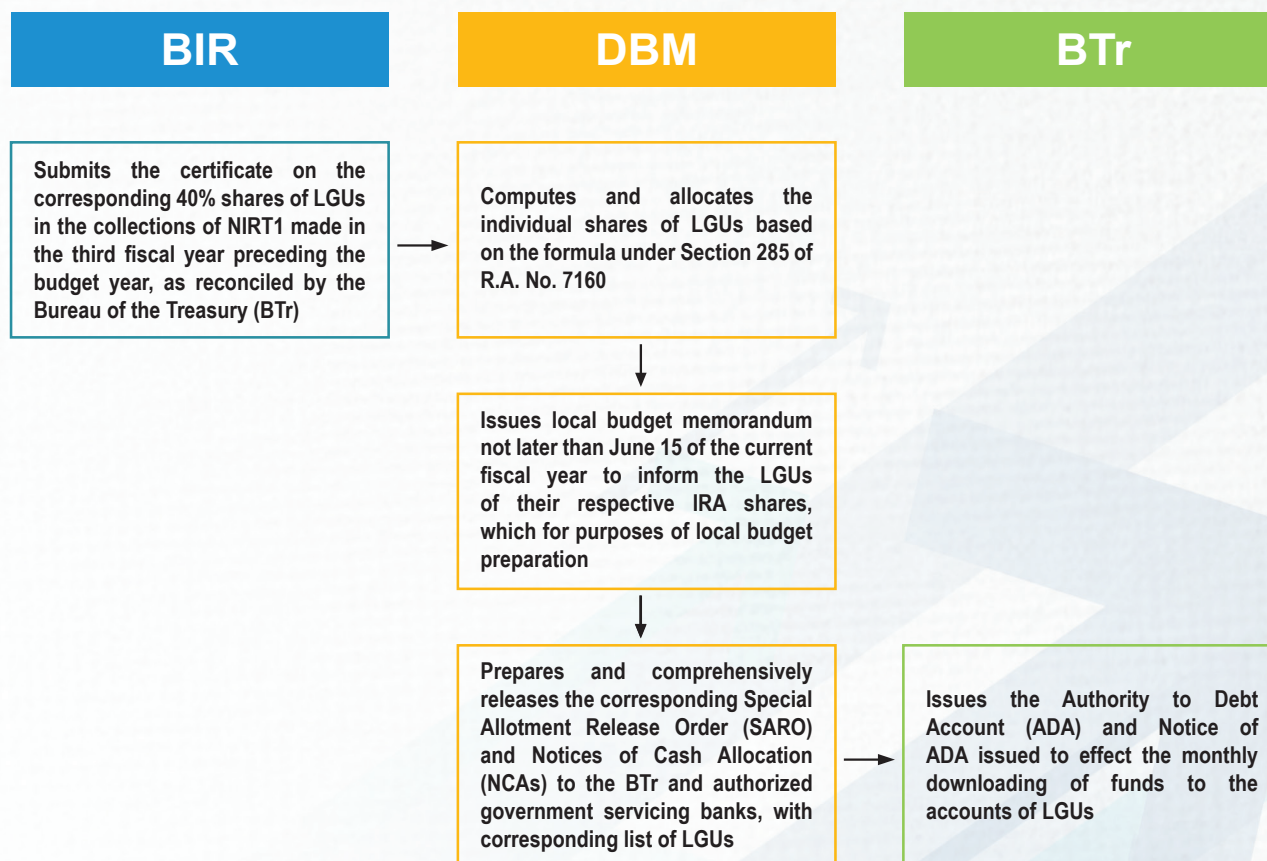 BIR
DBM
BTr
Submits the certificate on the
corresponding 40% shares of LGUs
in the collections of NIRT1 made in
the third fiscal year preceding the
budget year, as reconciled by the
Bureau of the Treasury (BTr)
Computes and allocates the
individual shares of LGUs based
on the formula under Section 285 of
R.A. No. 7160
Issues local budget memorandum
not later than June 15 of the current
fiscal year to inform the LGUs
of their respective IRA shares,
which for purposes of local budget
preparation
Prepares and comprehensively
releases the corresponding Special
Allotment Release Order (SARO)
and Notices of Cash Allocation
(NCAs) to the BTr and authorized
government servicing banks, with
corresponding list of LGUs
Issues the Authority to Debt
Account (ADA) and Notice of
ADA issued to effect the monthly
downloading of funds to the
accounts of LGUs